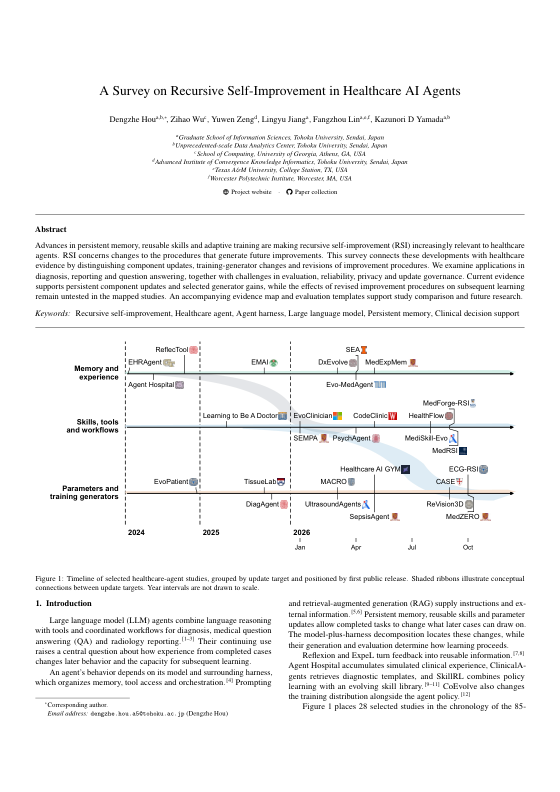 A Survey on Recursive Self-Improvement in Healthcare AI Agents
Dengzhe Hou^a,b,*, Zihao Wu^c, Yuwen Zeng^d, Lingyu Jiang^a, Fangzhou Lin^a,e,f, Kazunori D Yamada^a,b
^aGraduate School of Information Sciences, Tohoku University, Sendai, Japan
^bUnprecedented-scale Data Analytics Center, Tohoku University, Sendai, Japan
^cSchool of Computing, University of Georgia, Athens, GA, USA
^dAdvanced Institute of Convergence Knowledge Informatics, Tohoku University, Sendai, Japan
^eTexas A&M University, College Station, TX, USA
^fWorcester Polytechnic Institute, Worcester, MA, USA
Project website · Paper collection
Abstract
Advances in persistent memory, reusable skills and adaptive training are making recursive self-improvement (RSI) increasingly relevant to healthcare
agents. RSI concerns changes to the procedures that generate future improvements. This survey connects these developments with healthcare
evidence by distinguishing component updates, training-generator changes and revisions of improvement procedures. We examine applications in
diagnosis, reporting and question answering, together with challenges in evaluation, reliability, privacy and update governance. Current evidence
supports persistent component updates and selected generator gains, while the effects of revised improvement procedures on subsequent learning
remain untested in the mapped studies. An accompanying evidence map and evaluation templates support study comparison and future research.
Keywords: Recursive self-improvement, Healthcare agent, Agent harness, Large language model, Persistent memory, Clinical decision support
Memory and
experience
ReflecTool
EHRAgent
Agent Hospital
EMAI
SEA
DxEvolve
MedExpMem
Evo-MedAgent
Skills, tools
and workflows
MedForge-RSI
Learning to Be A Doctor
EvoClinician
CodeClinic
HealthFlow
SEMPA
PsychAgent
MediSkill-Evo
MedRSI
Parameters and
training generators
Healthcare AI GYM
ECG-RSI
EvoPatient
TissueLab
MACRO
CASE
DiagAgent
UltrasoundAgents
ReVision3D
SepsisAgent
MedZERO
2024
2025
2026
Jan
Apr
Jul
Oct
Figure 1: Timeline of selected healthcare-agent studies, grouped by update target and positioned by first public release. Shaded ribbons illustrate conceptual
connections between update targets. Year intervals are not drawn to scale.
1. Introduction
Large language model (LLM) agents combine language reasoning
with tools and coordinated workflows for diagnosis, medical question
answering (QA) and radiology reporting.[1–3] Their continuing use
raises a central question about how experience from completed cases
changes later behavior and the capacity for subsequent learning.
An agent's behavior depends on its model and surrounding harness,
which organizes memory, tool access and orchestration.[4] Prompting
*Corresponding author.
Email address: dengzhe.hou.a5@tohoku.ac.jp (Dengzhe Hou)
and retrieval-augmented generation (RAG) supply instructions and ex-
ternal information.[5,6] Persistent memory, reusable skills and parameter
updates allow completed tasks to change what later cases can draw on.
The model-plus-harness decomposition locates these changes, while
their generation and evaluation determine how learning proceeds.
Reflexion and ExpeL turn feedback into reusable information.[7,8]
Agent Hospital accumulates simulated clinical experience, ClinicalA-
gents retrieves diagnostic templates, and SkillRL combines policy
learning with an evolving skill library.[9–11] CoEvolve also changes
the training distribution alongside the agent policy.[12]
Figure 1 places 28 selected studies in the chronology of the 85-